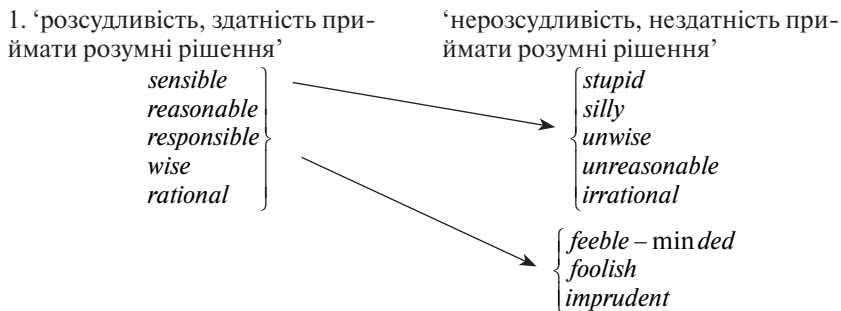 1. ‘розсудливість, здатність при-
ймати розумні рішення’
‘нерозсудливість, нездатність при-
ймати розумні рішення’
sensible
reasonable
responsible
wise
rational
stupid
silly
unwise
unreasonable
irrational
feeble – minded
foolish
imprudent